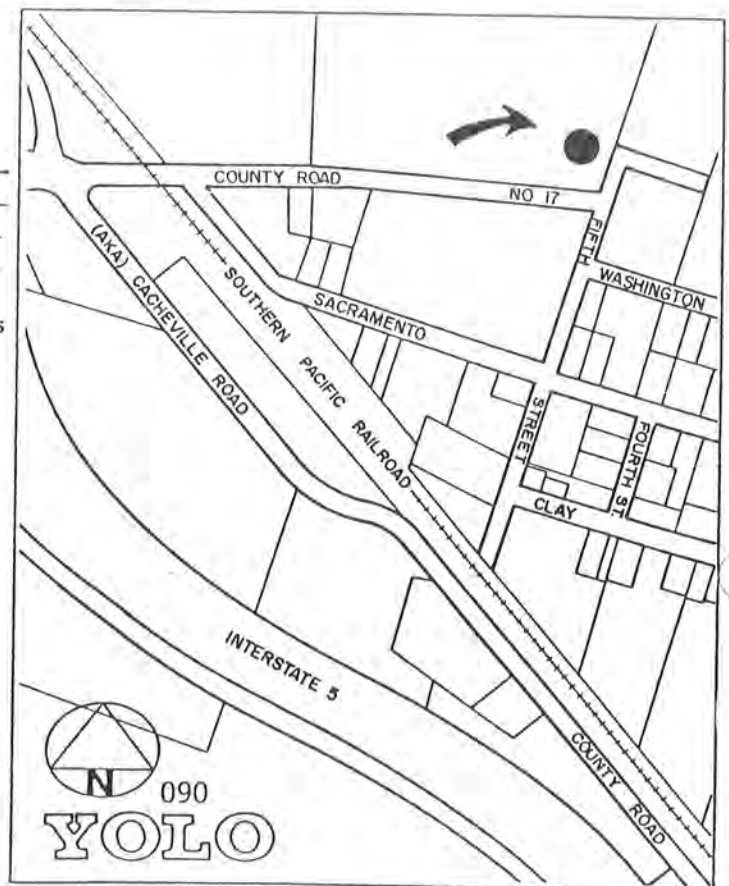 COUNTY ROAD NO 17
(AKA) CACHEVILLE ROAD
SOUTHERN PACIFIC RAILROAD
SACRAMENTO
FIFTH STREET
WASHINGTON
FOURTH ST.
CLAY
INTERSTATE 5
COUNTY ROAD
N
090
YOLO
s